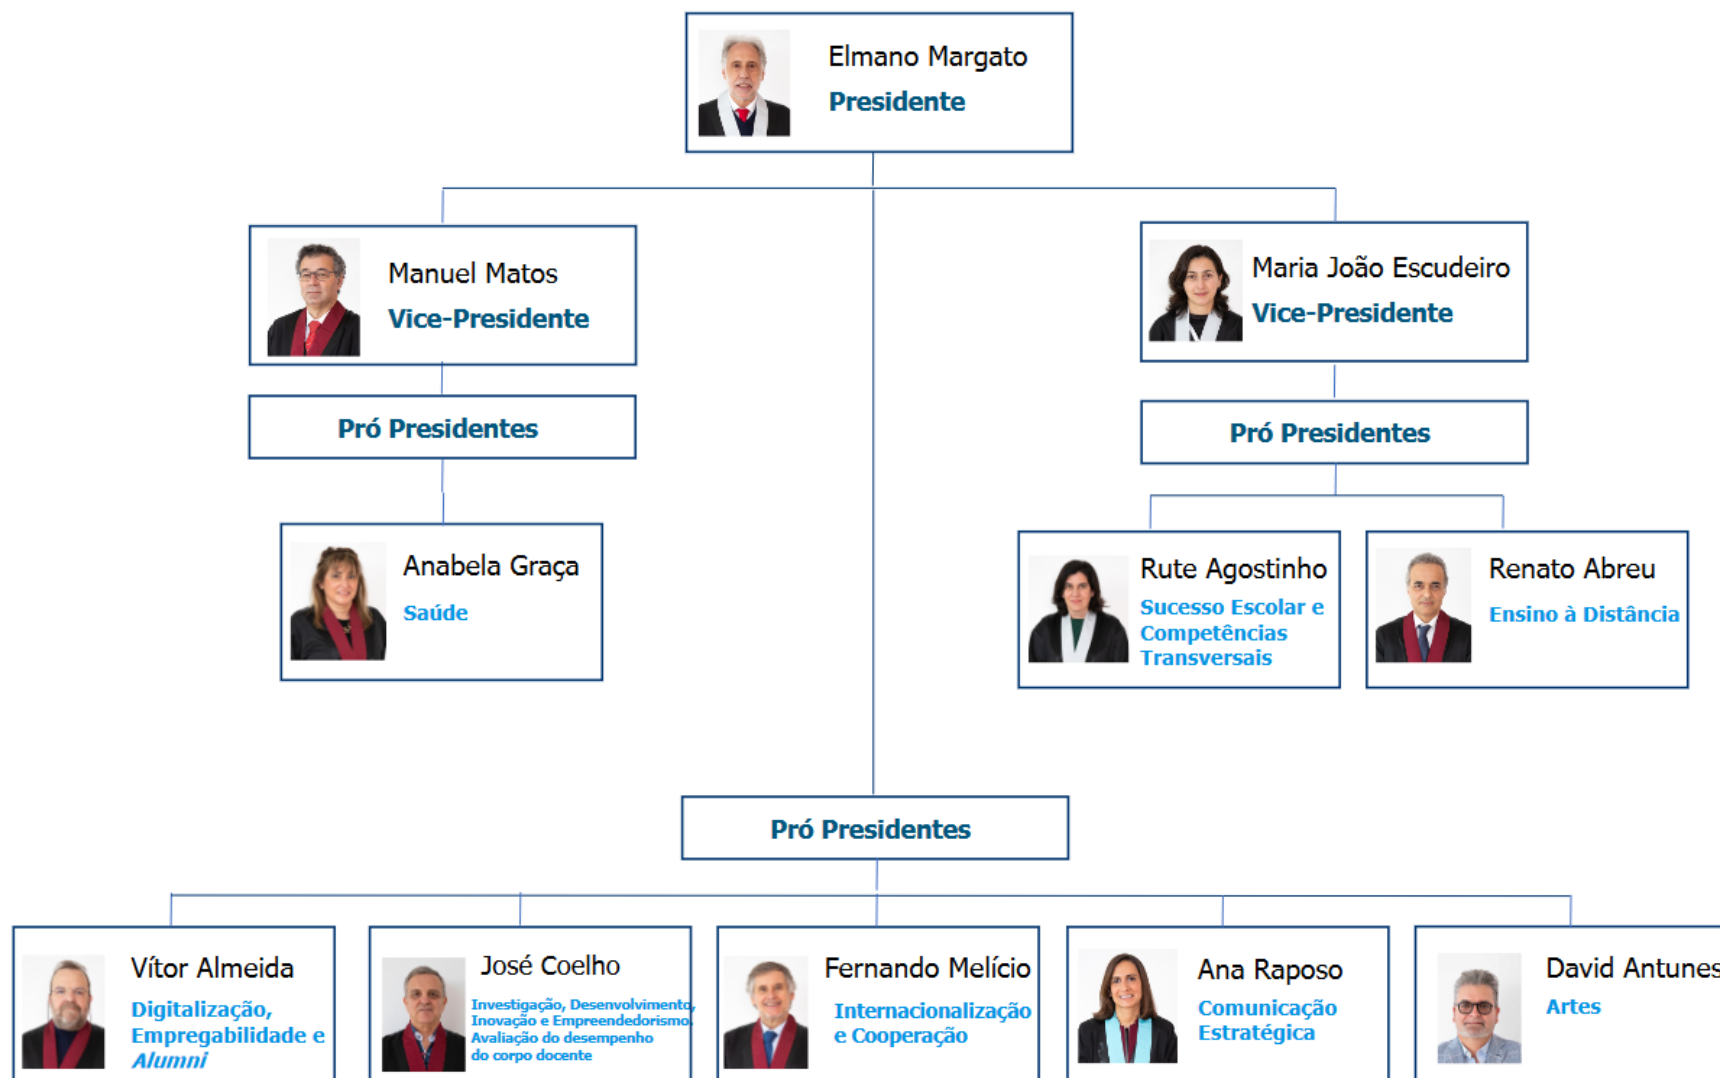 Elmano Margato
Presidente
Manuel Matos
Vice-Presidente
Maria João Escudeiro
Vice-Presidente
Pró Presidentes
Pró Presidentes
Anabela Graça
Saúde
Rute Agostinho
Sucesso Escolar e
Competências
Transversais
Renato Abreu
Ensino à Distância
Pró Presidentes
Vítor Almeida
Digitalização,
Empregabilidade e
Alumni
José Coelho
Investigação, Desenvolvimento,
Inovação e Empreendedorismo.
Avaliação do desempenho
do corpo docente
Fernando Melício
Internacionalização
e Cooperação
Ana Raposo
Comunicação
Estratégica
David Antunes
Artes